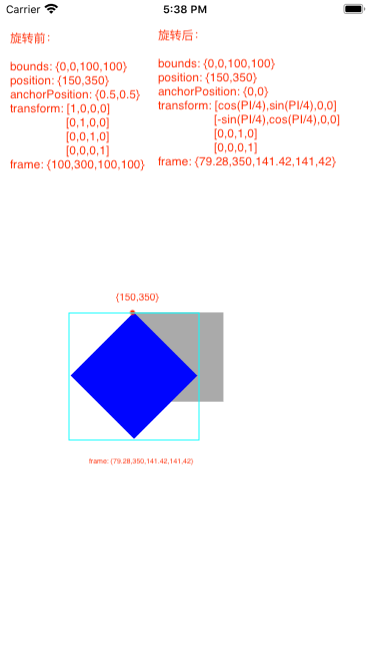 Carrier 5:38 PM
旋转前：
bounds: {0,0,100,100}
position: {150,350}
anchorPosition: {0.5,0.5}
transform: [1,0,0,0]
[0,1,0,0]
[0,0,1,0]
[0,0,0,1]
frame: {100,300,100,100}
旋转后：
bounds: {0,0,100,100}
position: {150,350}
anchorPosition: {0,0}
transform: [cos(PI/4),sin(PI/4),0,0]
[-sin(PI/4),cos(PI/4),0,0]
[0,0,1,0]
[0,0,0,1]
frame: {79.28,350,141.42,141,42}
{150,350}
frame: {79.28,350,141.42,141.42}